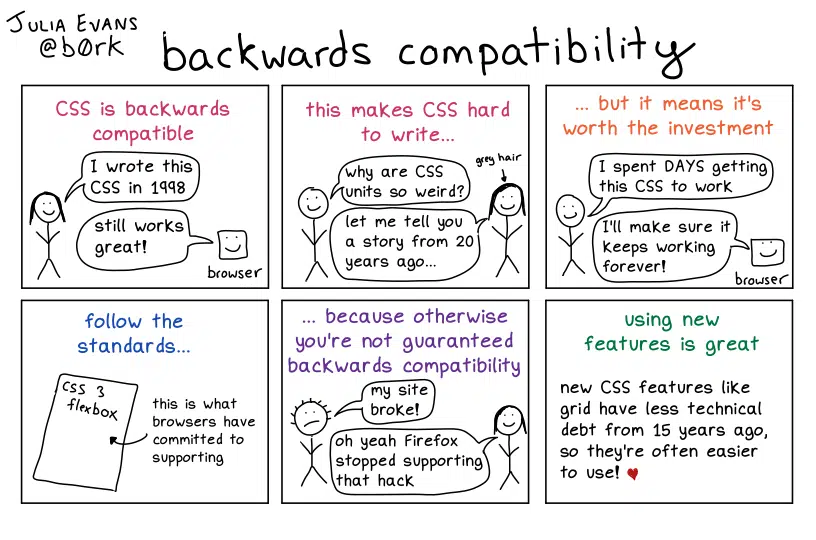 JULIA EVANS
@b0rk
backwards compatibility
CSS is backwards
compatible
I wrote this
CSS in 1998
still works
great!
browser
this makes CSS hard
to write...
grey hair
why are CSS
units so weird?
let me tell you
a story from 20
years ago...
... but it means it's
worth the investment
I spent DAYS getting
this CSS to work
I'll make sure it
keeps working
forever!
browser
follow the
standards...
CSS 3
flexbox
this is what
browsers have
committed to
supporting
... because otherwise
you're not guaranteed
backwards compatibility
my site
broke!
oh yeah Firefox
stopped supporting
that hack
using new
features is great
new CSS features like
grid have less technical
debt from 15 years ago,
so they're often easier
to use! ♥